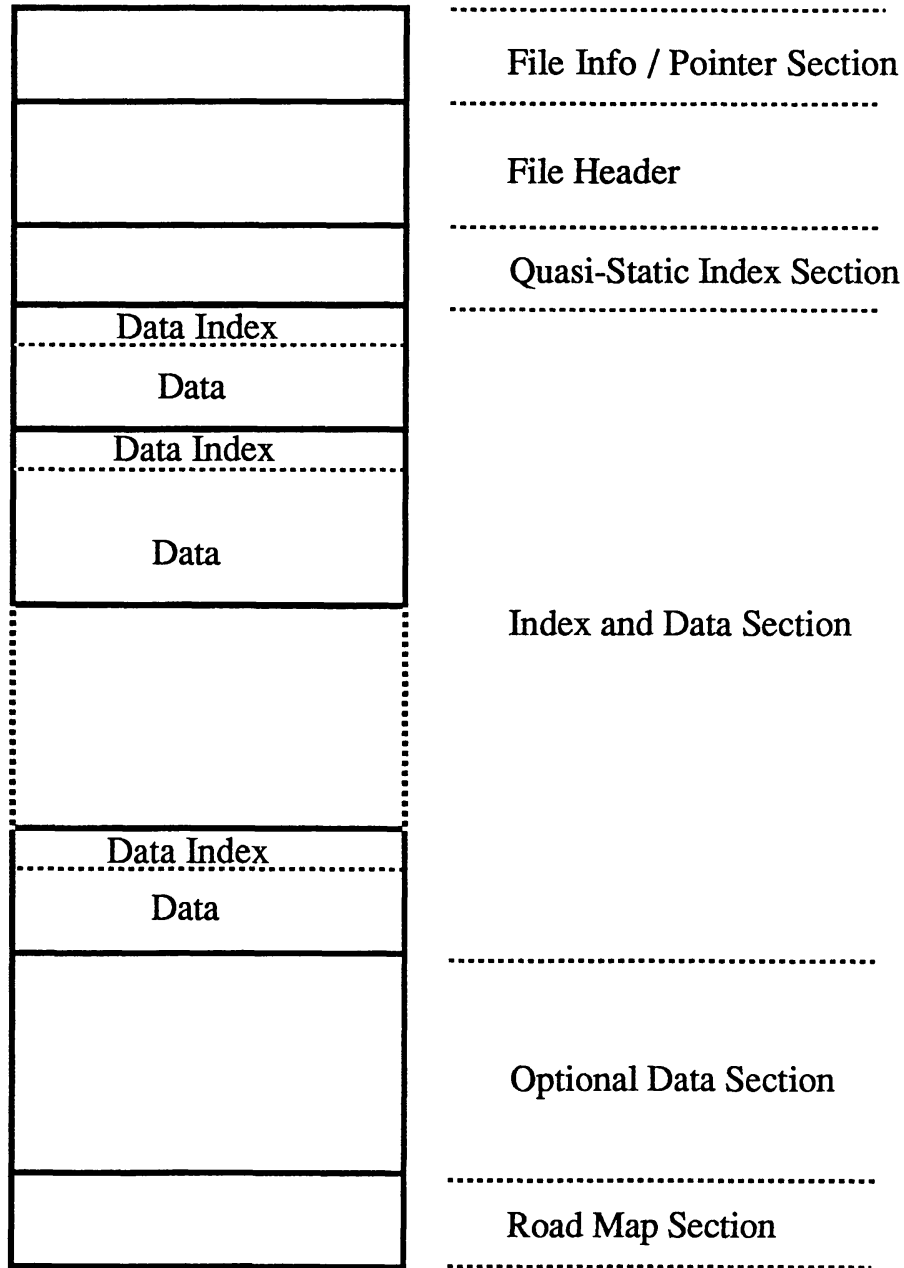 File Info / Pointer Section
File Header
Quasi-Static Index Section
Data Index
Data
Data Index
Data
Index and Data Section
Data Index
Data
Optional Data Section
Road Map Section